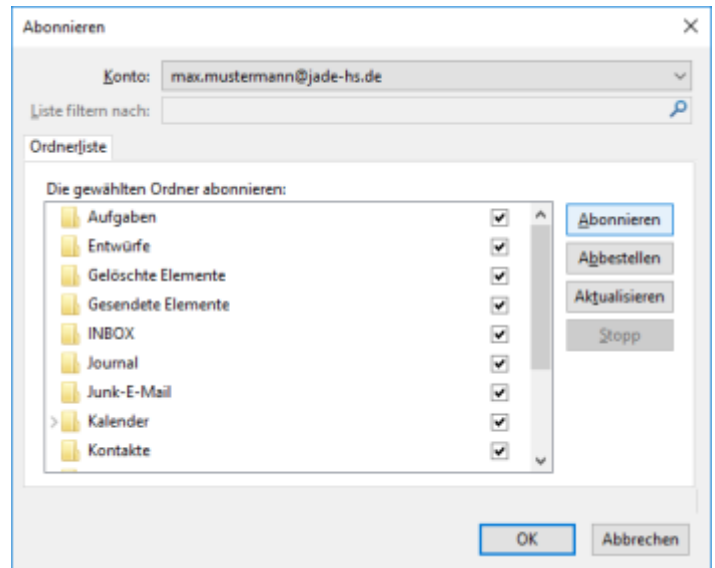 Abonnieren
Konto: max.mustermann@jade-hs.de
Liste filtern nach:
Ordnerliste
Die gewählten Ordner abonnieren:
Aufgaben
Entwürfe
Gelöschte Elemente
Gesendete Elemente
INBOX
Journal
Junk-E-Mail
Kalender
Kontakte
Abonnieren
Abbestellen
Aktualisieren
Stopp
OK
Abbrechen